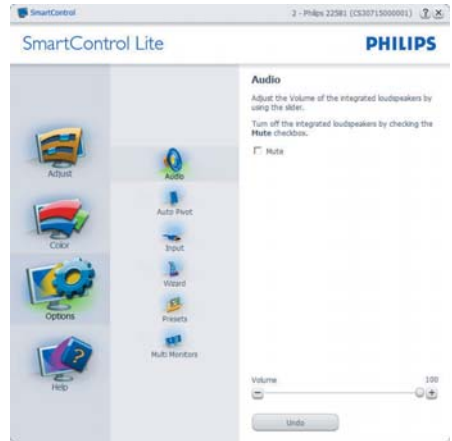 SmartControl
2 - Philips 225B1 (CS30715000001)
SmartControl Lite
PHILIPS
Adjust
Color
Options
Help
Audio
Auto Pivot
Input
Wizard
Presets
Multi Monitors
Audio
Adjust the Volume of the integrated loudspeakers by
using the slider.
Turn off the integrated loudspeakers by checking the
Mute checkbox.
Mute
Volume
100
Undo